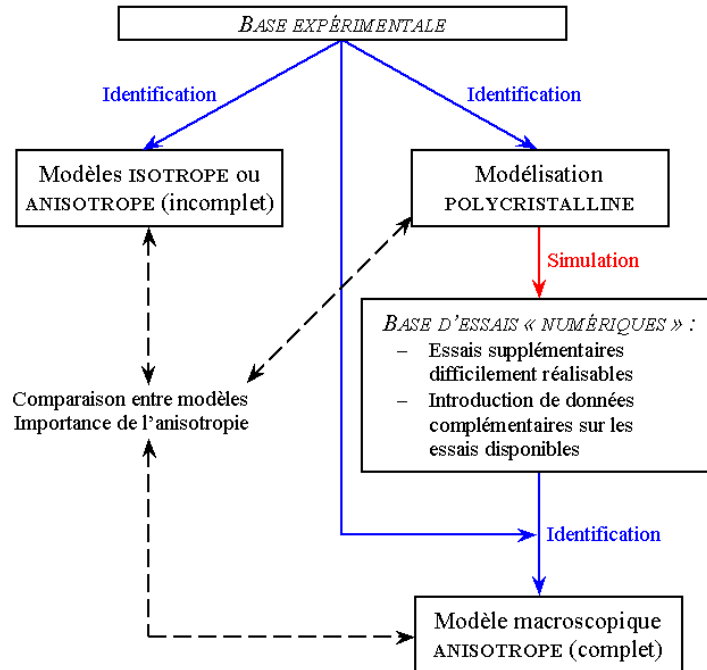 BASE EXPÉRIMENTALE
Identification
Identification
Modèles ISOTROPE ou
ANISOTROPE (incomplet)
Modélisation
POLYCRISTALLINE
Simulation
BASE D'ESSAIS « NUMÉRIQUES » :
– Essais supplémentaires
difficilement réalisables
– Introduction de données
complémentaires sur les
essais disponibles
Comparaison entre modèles
Importance de l'anisotropie
Identification
Modèle macroscopique
ANISOTROPE (complet)